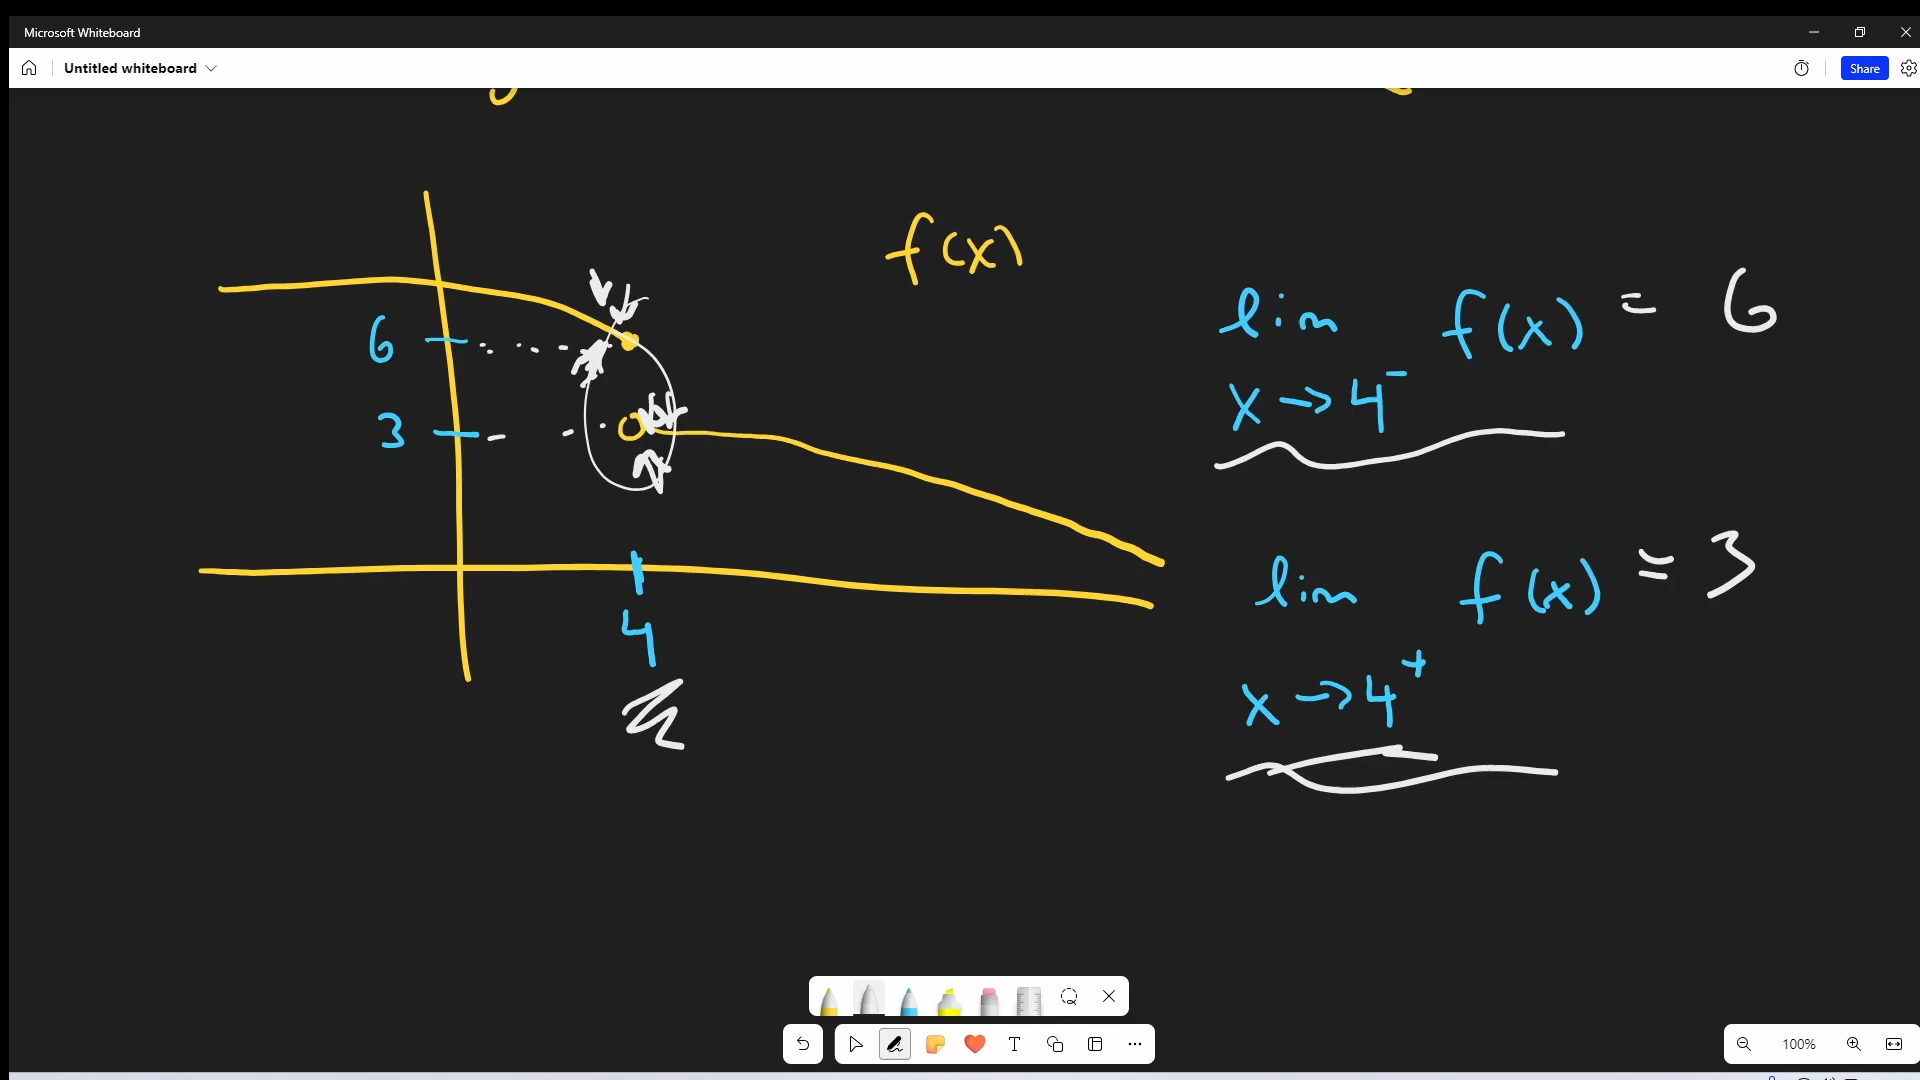 Microsoft Whiteboard
Untitled whiteboard
Share
f(x)
6
3
4
lim f(x) = 6
x → 4⁻
lim f(x) = 3
x → 4⁺
100%